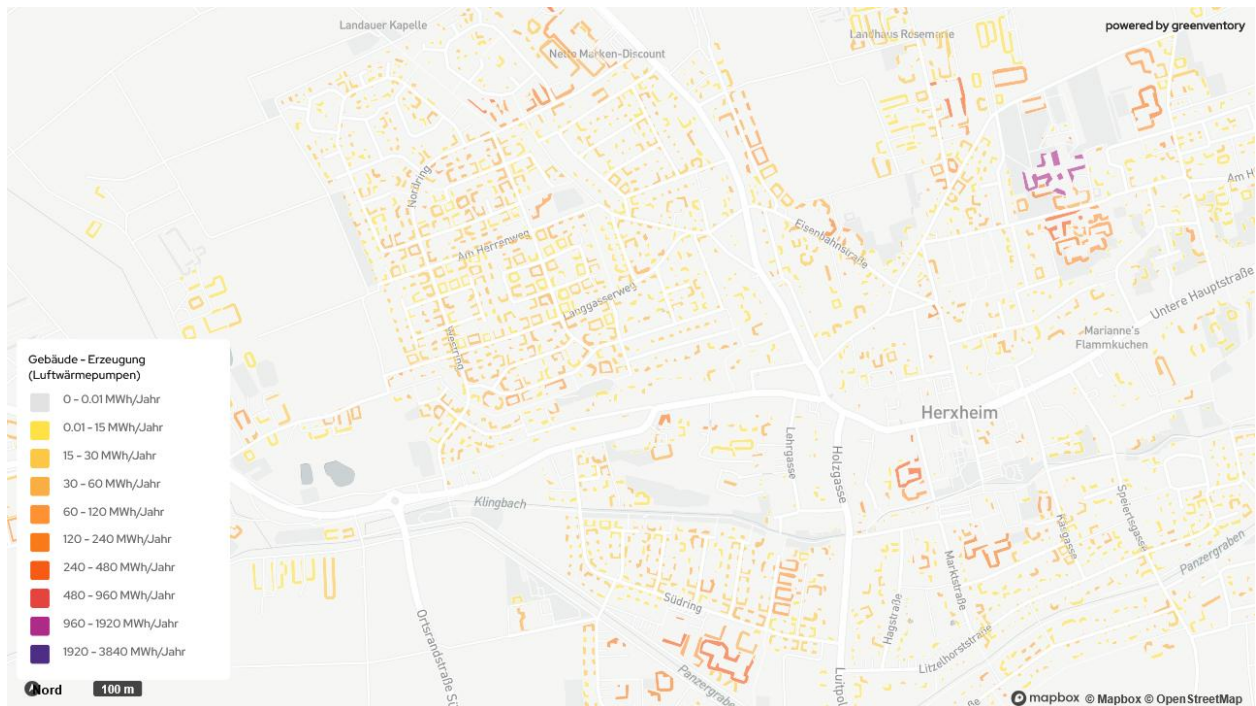 Landauer Kapelle
Netto Marken-Discount
Landhaus Rosemarie
powered by greenventory
Nordring
Am Herrenweg
Langgasserweg
Westring
Eisenbahnstraße
Am H
Untere Hauptstraße
Marianne's
Flammkuchen
Herxheim
Lehrgasse
Holzgasse
Klingbach
Käsgasse
Speiertsgasse
Marktstraße
Panzergraben
Hagstraße
Südring
Litzelhorststraße
Ortsrandstraße Sü
Panzergraben
Luitpol
Gebäude - Erzeugung
(Luftwärmepumpen)
0 - 0.01 MWh/Jahr
0.01 - 15 MWh/Jahr
15 - 30 MWh/Jahr
30 - 60 MWh/Jahr
60 - 120 MWh/Jahr
120 - 240 MWh/Jahr
240 - 480 MWh/Jahr
480 - 960 MWh/Jahr
960 - 1920 MWh/Jahr
1920 - 3840 MWh/Jahr
Nord
100 m
mapbox © Mapbox © OpenStreetMap